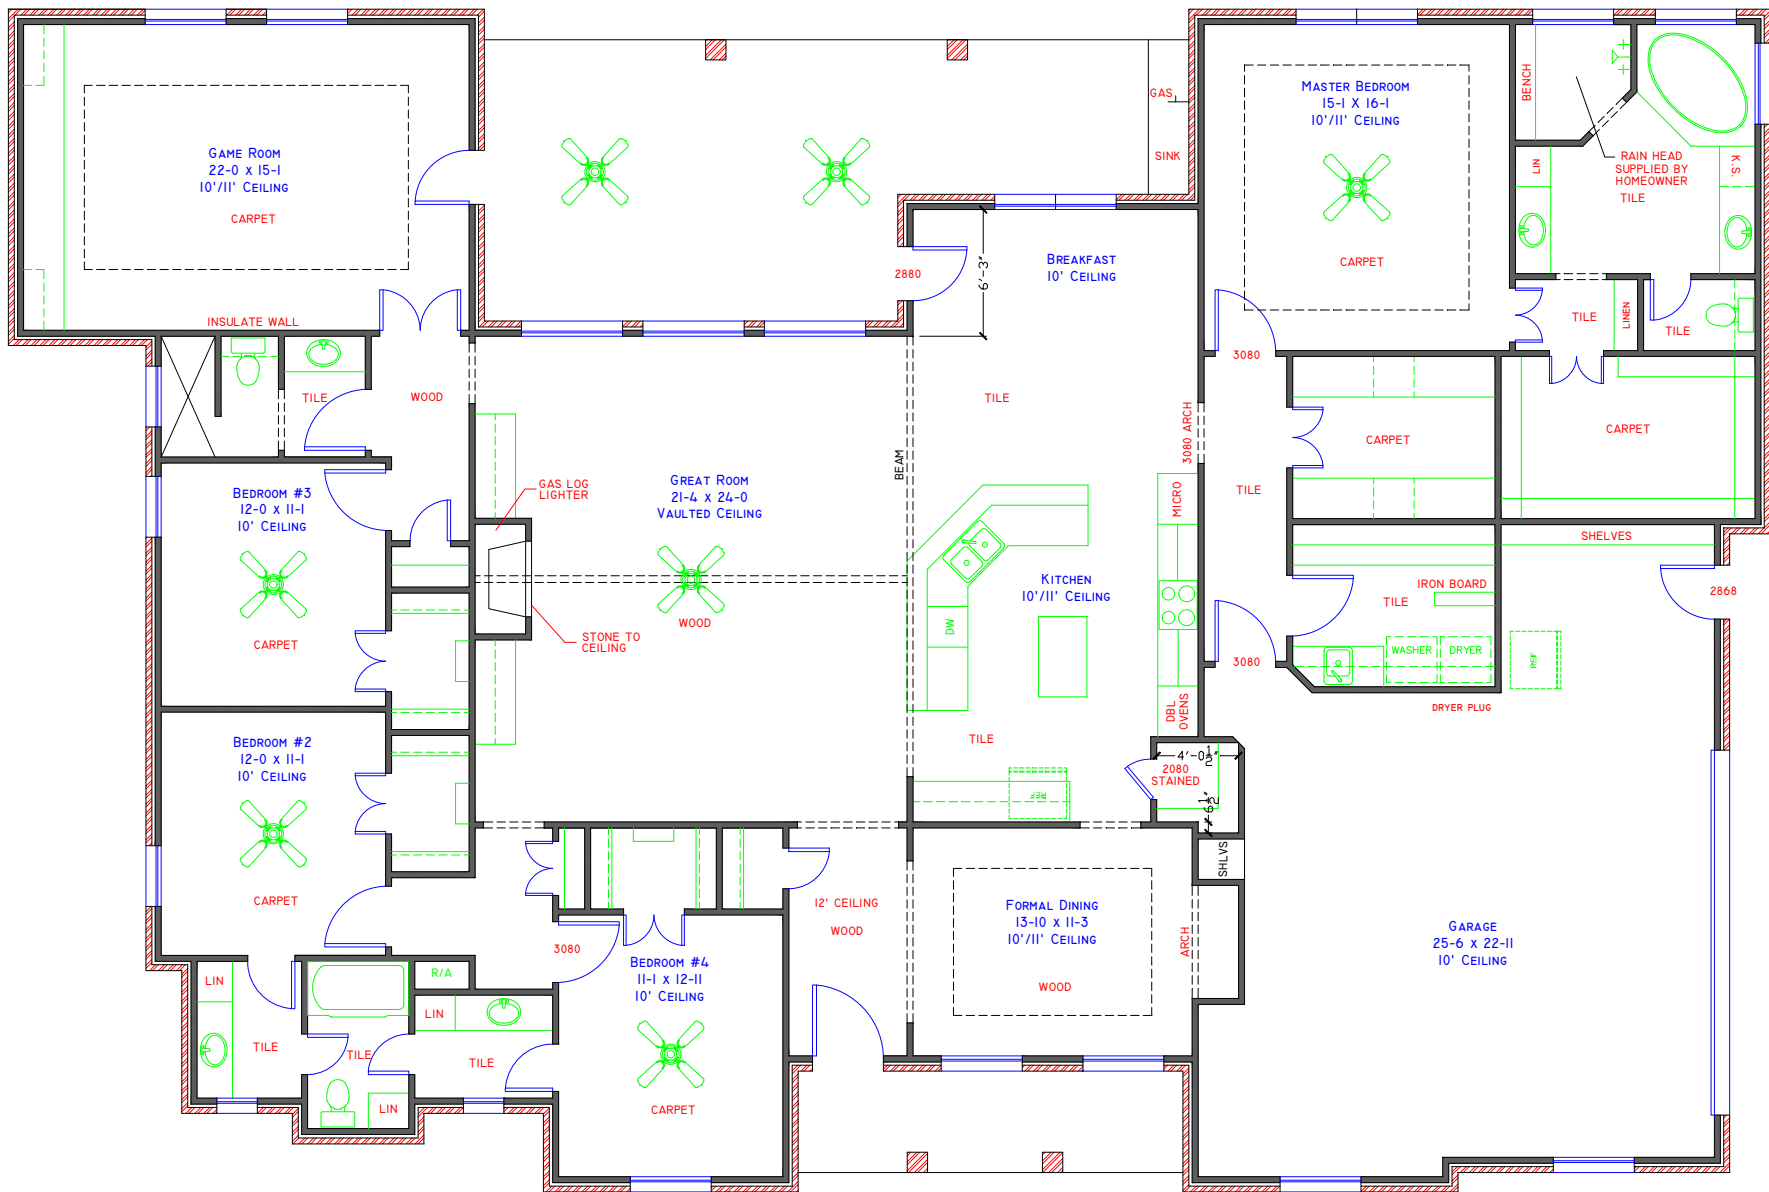 GAME ROOM
22-0 X 15-1
10'/11' CEILING
CARPET
INSULATE WALL
GAS
SINK
MASTER BEDROOM
15-1 X 16-1
10'/11' CEILING
CARPET
BENCH
RAIN HEAD
SUPPLIED BY
HOMEOWNER
TILE
LIN
K.S.
BREAKFAST
10' CEILING
6'-3"
2880
TILE
LINEN
TILE
3080
TILE
WOOD
TILE
3080 ARCH
CARPET
CARPET
BEAM
GREAT ROOM
21-4 X 24-0
VAULTED CEILING
GAS LOG
LIGHTER
BEDROOM #3
12-0 X 11-1
10' CEILING
CARPET
MICRO
TILE
SHELVES
KITCHEN
10'/11' CEILING
IRON BOARD
TILE
2868
WOOD
STONE TO
CEILING
DW
WASHER
DRYER
REF
3080
DBL
OVENS
DRYER PLUG
TILE
BEDROOM #2
12-0 X 11-1
10' CEILING
CARPET
4'-0 1/2"
2080
STAINED
REF
6 1/2"
SHLVS
12' CEILING
WOOD
FORMAL DINING
13-10 X 11-3
10'/11' CEILING
WOOD
ARCH
GARAGE
25-6 X 22-11
10' CEILING
3080
BEDROOM #4
11-1 X 12-11
10' CEILING
CARPET
LIN
R/A
LIN
TILE
TILE
TILE
LIN